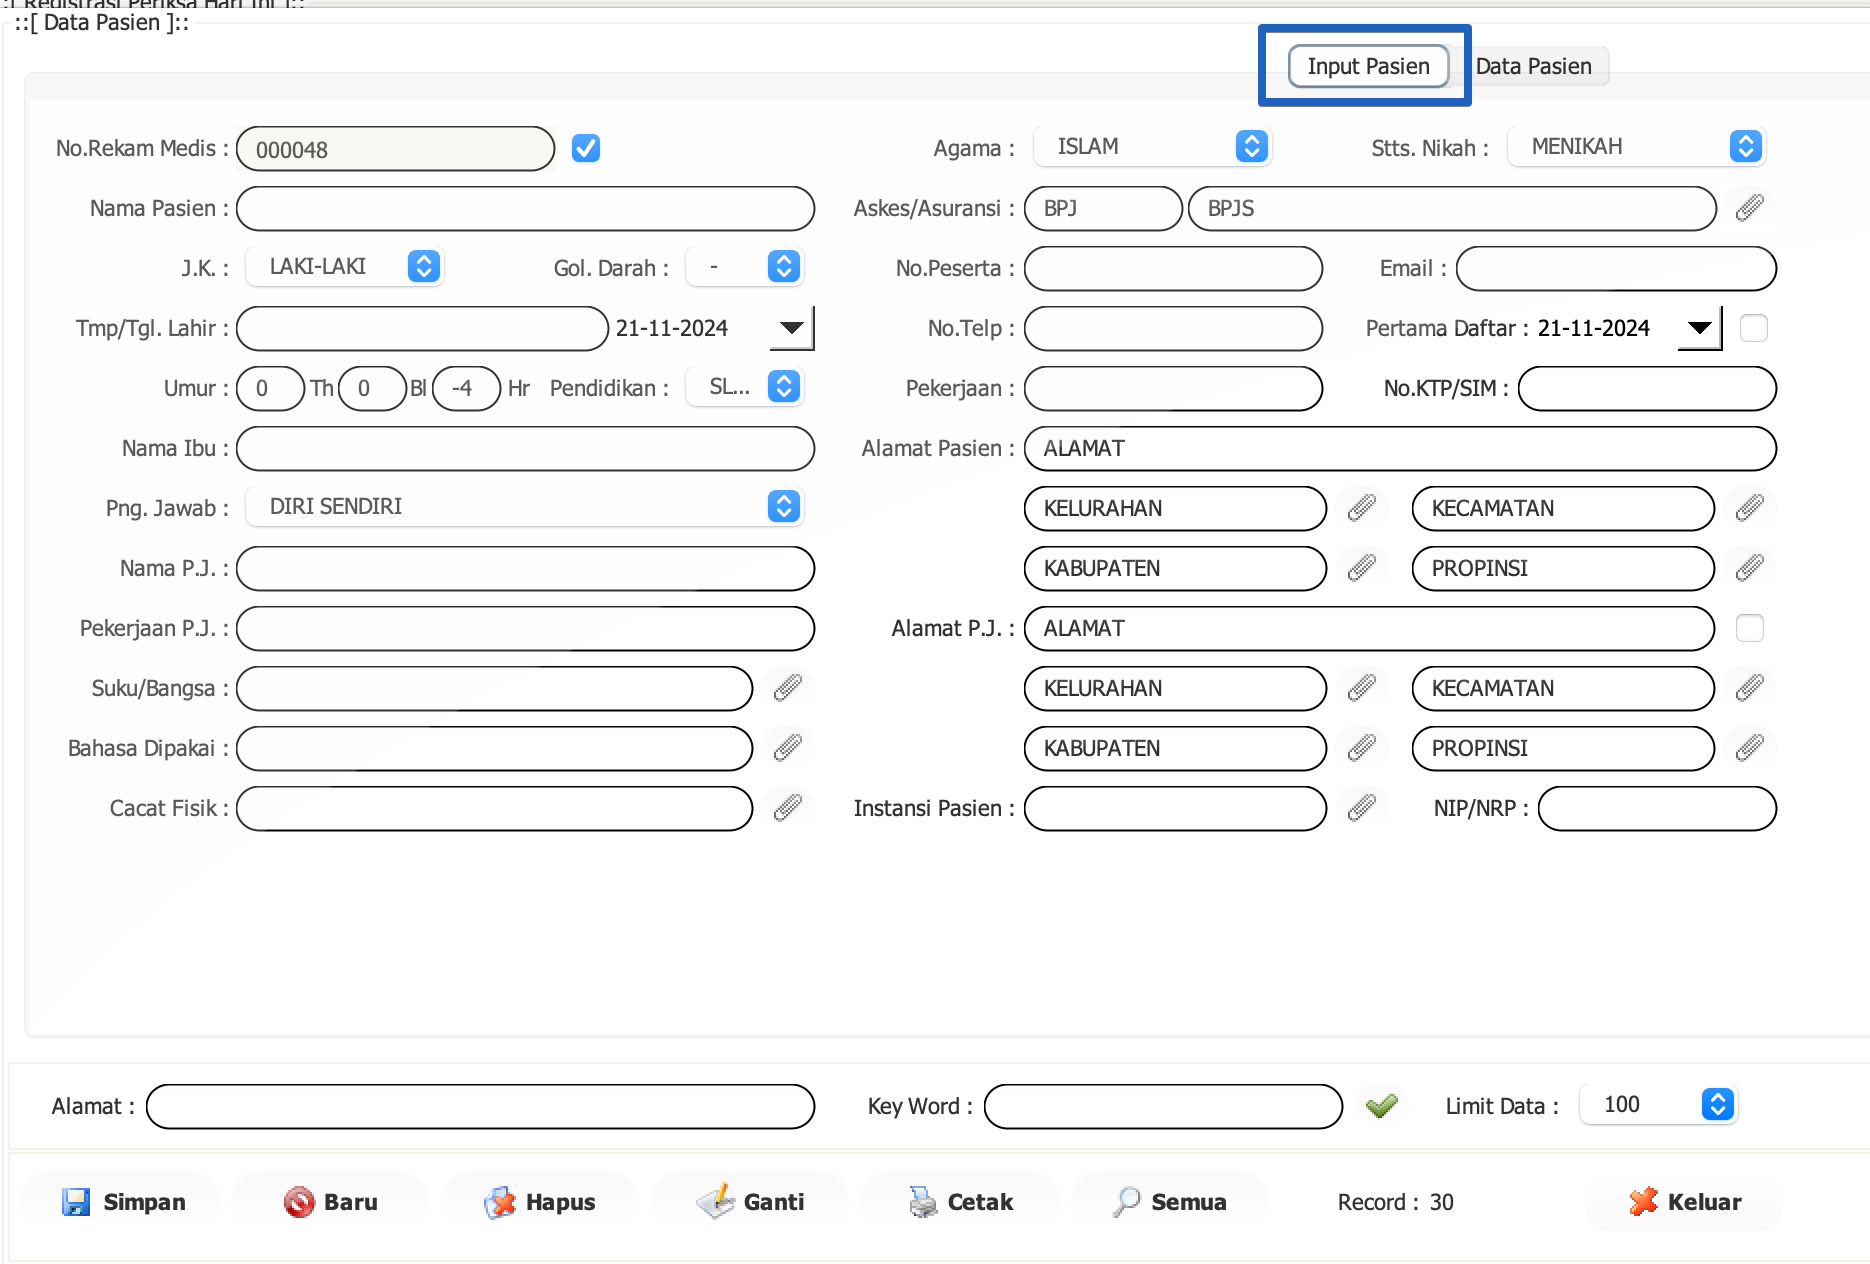 ::[ Registrasi Periksa Hari Ini ]::
::[ Data Pasien ]::
Input Pasien Data Pasien
No.Rekam Medis : 000048 Agama : ISLAM Stts. Nikah : MENIKAH
Nama Pasien : Askes/Asuransi : BPJ BPJS
J.K. : LAKI-LAKI Gol. Darah : - No.Peserta : Email :
Tmp/Tgl. Lahir : 21-11-2024 No.Telp : Pertama Daftar : 21-11-2024
Umur : 0 Th 0 Bl -4 Hr Pendidikan : SL... Pekerjaan : No.KTP/SIM :
Nama Ibu : Alamat Pasien : ALAMAT
Png. Jawab : DIRI SENDIRI KELURAHAN KECAMATAN
Nama P.J. : KABUPATEN PROPINSI
Pekerjaan P.J. : Alamat P.J. : ALAMAT
Suku/Bangsa : KELURAHAN KECAMATAN
Bahasa Dipakai : KABUPATEN PROPINSI
Cacat Fisik : Instansi Pasien : NIP/NRP :
Alamat : Key Word : Limit Data : 100
Simpan Baru Hapus Ganti Cetak Semua Record : 30 Keluar